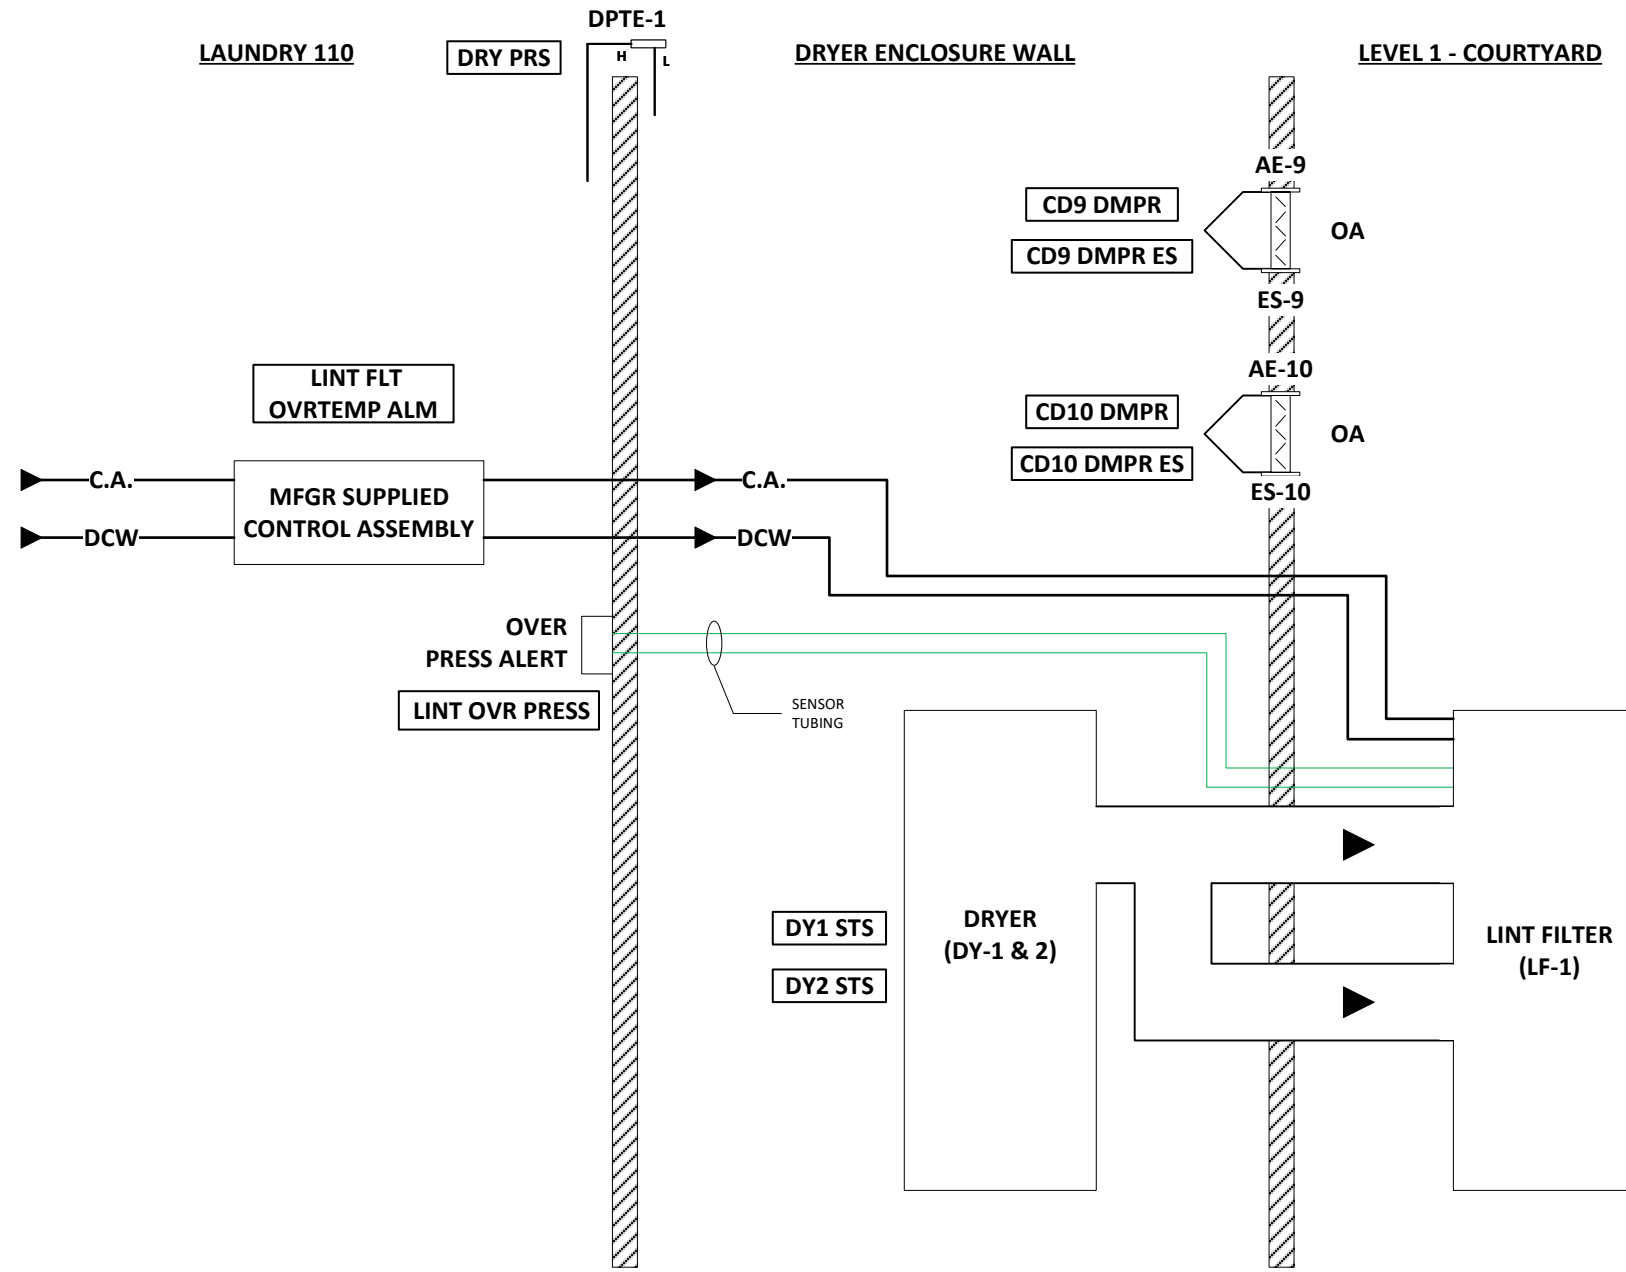 DPTE-1
LAUNDRY 110
DRY PRS
H
L
DRYER ENCLOSURE WALL
LEVEL 1 - COURTYARD
AE-9
CD9 DMPR
OA
CD9 DMPR ES
ES-9
AE-10
LINT FLT
OVRTEMP ALM
CD10 DMPR
OA
CD10 DMPR ES
ES-10
C.A.
MFGR SUPPLIED
CONTROL ASSEMBLY
C.A.
DCW
DCW
OVER
PRESS ALERT
LINT OVR PRESS
SENSOR
TUBING
DY1 STS
DY2 STS
DRYER
(DY-1 & 2)
LINT FILTER
(LF-1)